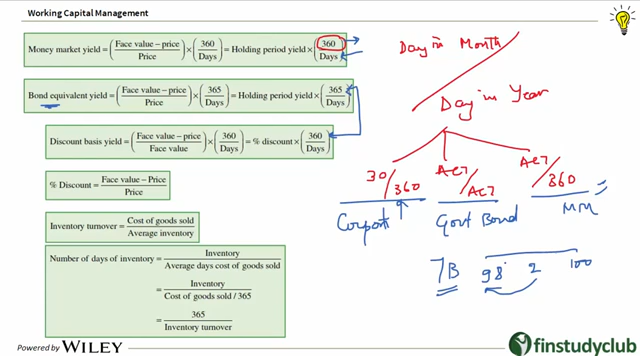 Working Capital Management
Money market yield = (Face value − price / Price) × (360 / Days) = Holding period yield × (360 / Days)
Bond equivalent yield = (Face value − price / Price) × (365 / Days) = Holding period yield × (365 / Days)
Discount basis yield = (Face value − price / Face value) × (360 / Days) = % discount × (360 / Days)
% Discount = (Face value − Price / Price)
Inventory turnover = Cost of goods sold / Average inventory
Number of days of inventory = Inventory / Average days cost of goods sold
= Inventory / Cost of goods sold / 365
= 365 / Inventory turnover
Day in Month
Day in Year
30/360 ACT/ACT ACT/360
Govt Bond MM
TB 98 2 100
Powered by WILEY
finstudyclub